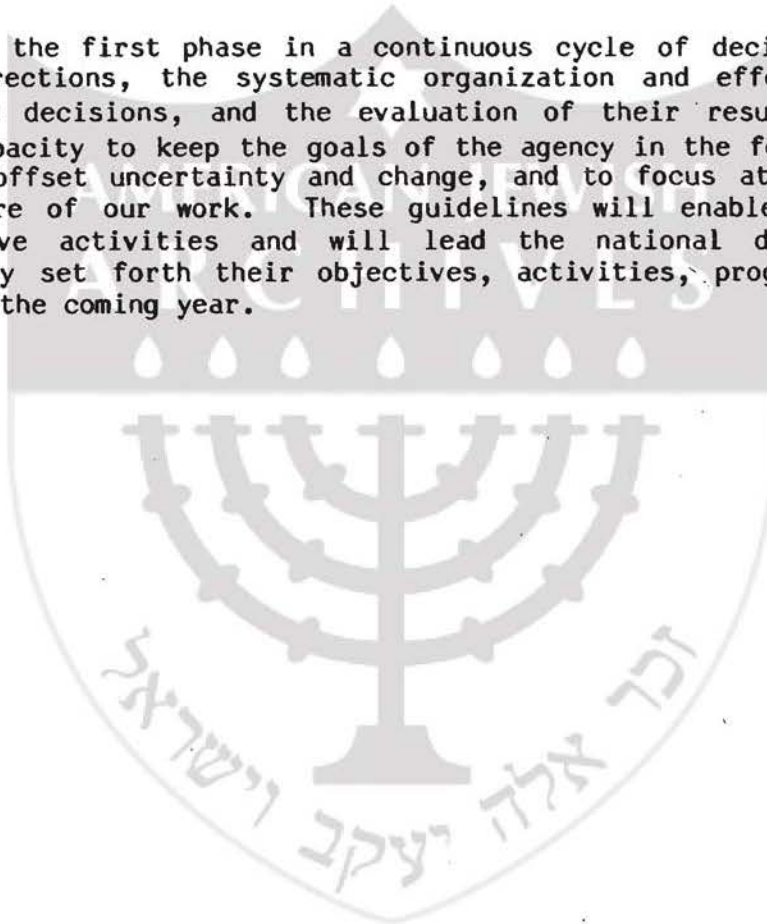 the first phase in a continuous cycle of deci
rections, the systematic organization and eff
decisions, and the evaluation of their resu
pacity to keep the goals of the agency in the f
offset uncertainty and change, and to focus at
re of our work. These guidelines will enable
ve activities and will lead the national d
y set forth their objectives, activities, prog
the coming year.
AMERICAN JEWISH
ARCHIVES
זכר אלה יעקב וישראל